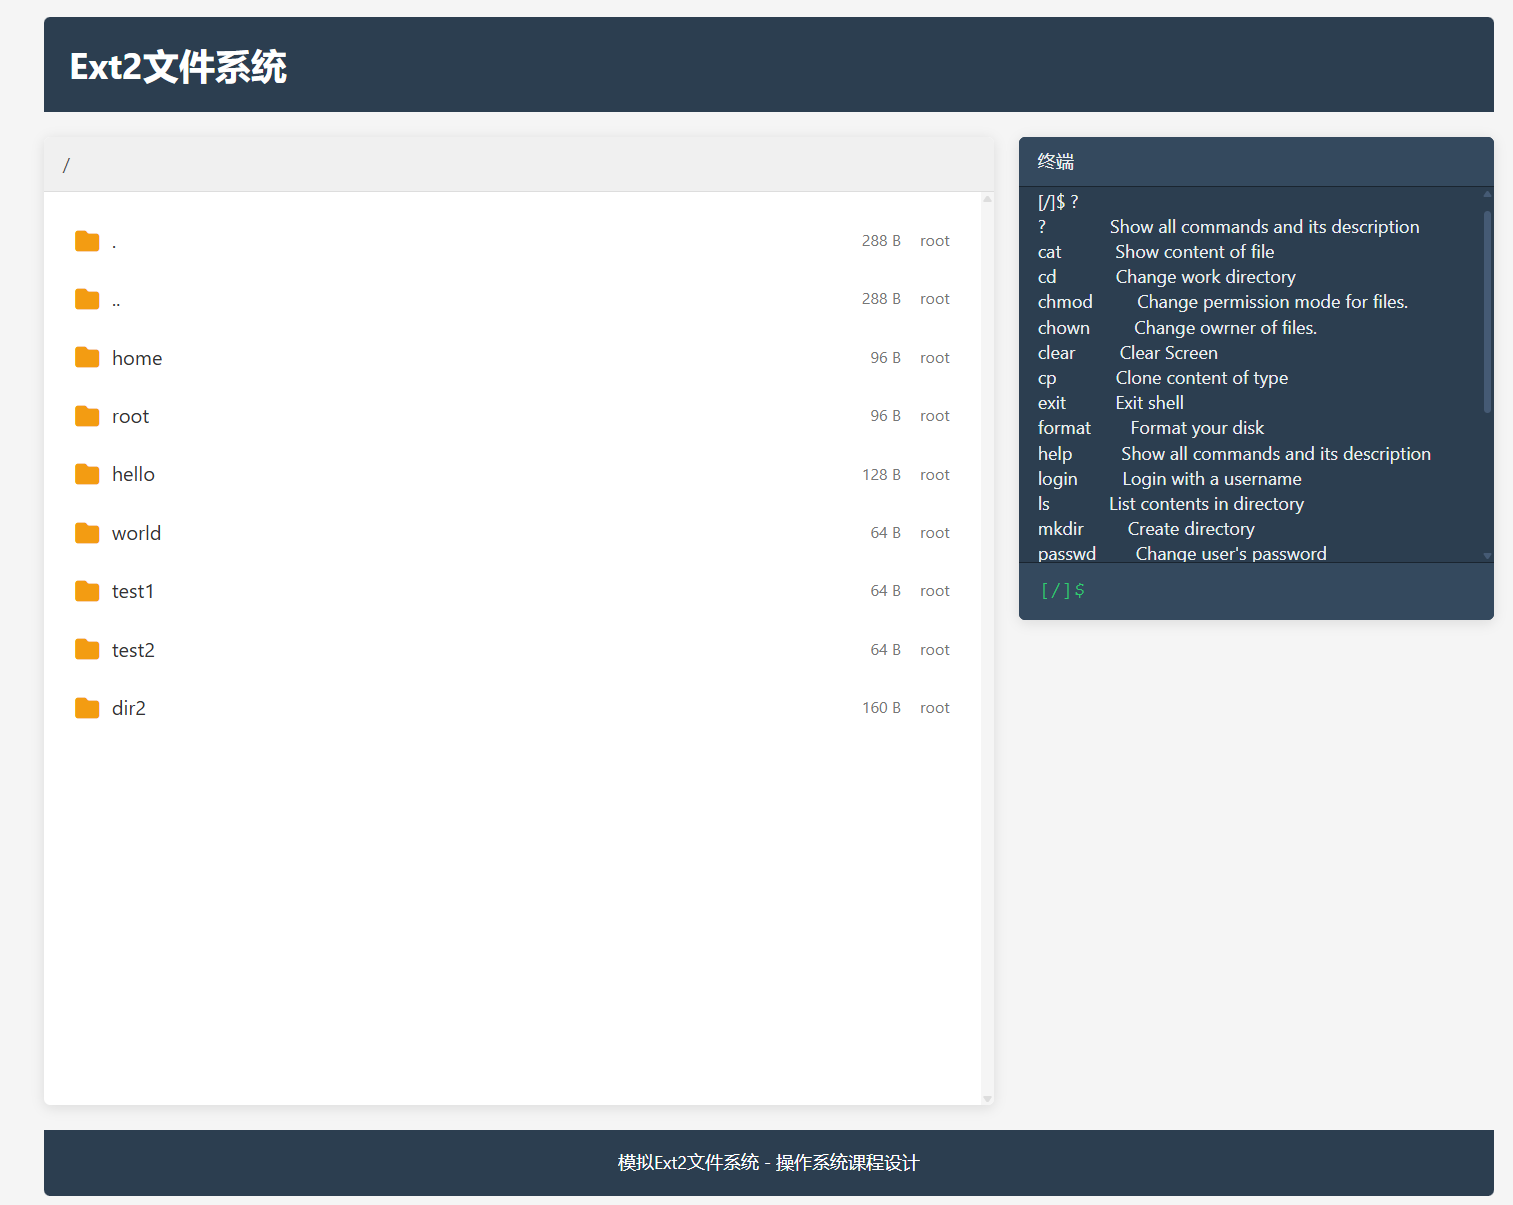 Ext2文件系统
/
. 288 B root
.. 288 B root
home 96 B root
root 96 B root
hello 128 B root
world 64 B root
test1 64 B root
test2 64 B root
dir2 160 B root
终端
[/]$ ?
? Show all commands and its description
cat Show content of file
cd Change work directory
chmod Change permission mode for files.
chown Change owrner of files.
clear Clear Screen
cp Clone content of type
exit Exit shell
format Format your disk
help Show all commands and its description
login Login with a username
ls List contents in directory
mkdir Create directory
passwd Change user's password
[/]$
模拟Ext2文件系统 - 操作系统课程设计